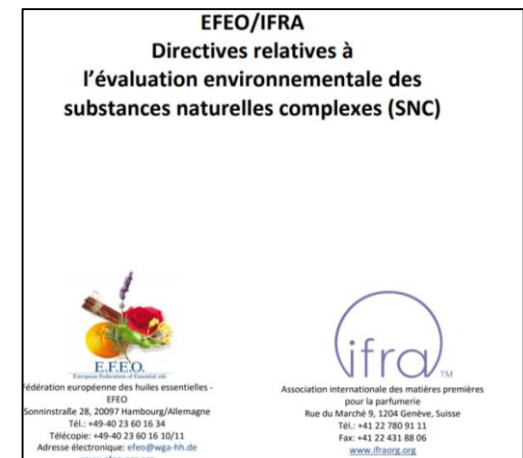 EFEO/IFRA
Directives relatives à
l'évaluation environnementale des
substances naturelles complexes (SNC)
E.F.E.O.
European Federation of Essential oils
Fédération européenne des huiles essentielles -
EFEO
Sonninstraße 28, 20097 Hambourg/Allemagne
Tél.: +49-40 23 60 16 34
Télécopie: +49-40 23 60 16 10/11
Adresse électronique: efeo@wga-hh.de
ifra TM
Association internationale des matières premières
pour la parfumerie
Rue du Marché 9, 1204 Genève, Suisse
Tél.: +41 22 780 91 11
Fax: +41 22 431 88 06
www.ifraorg.org